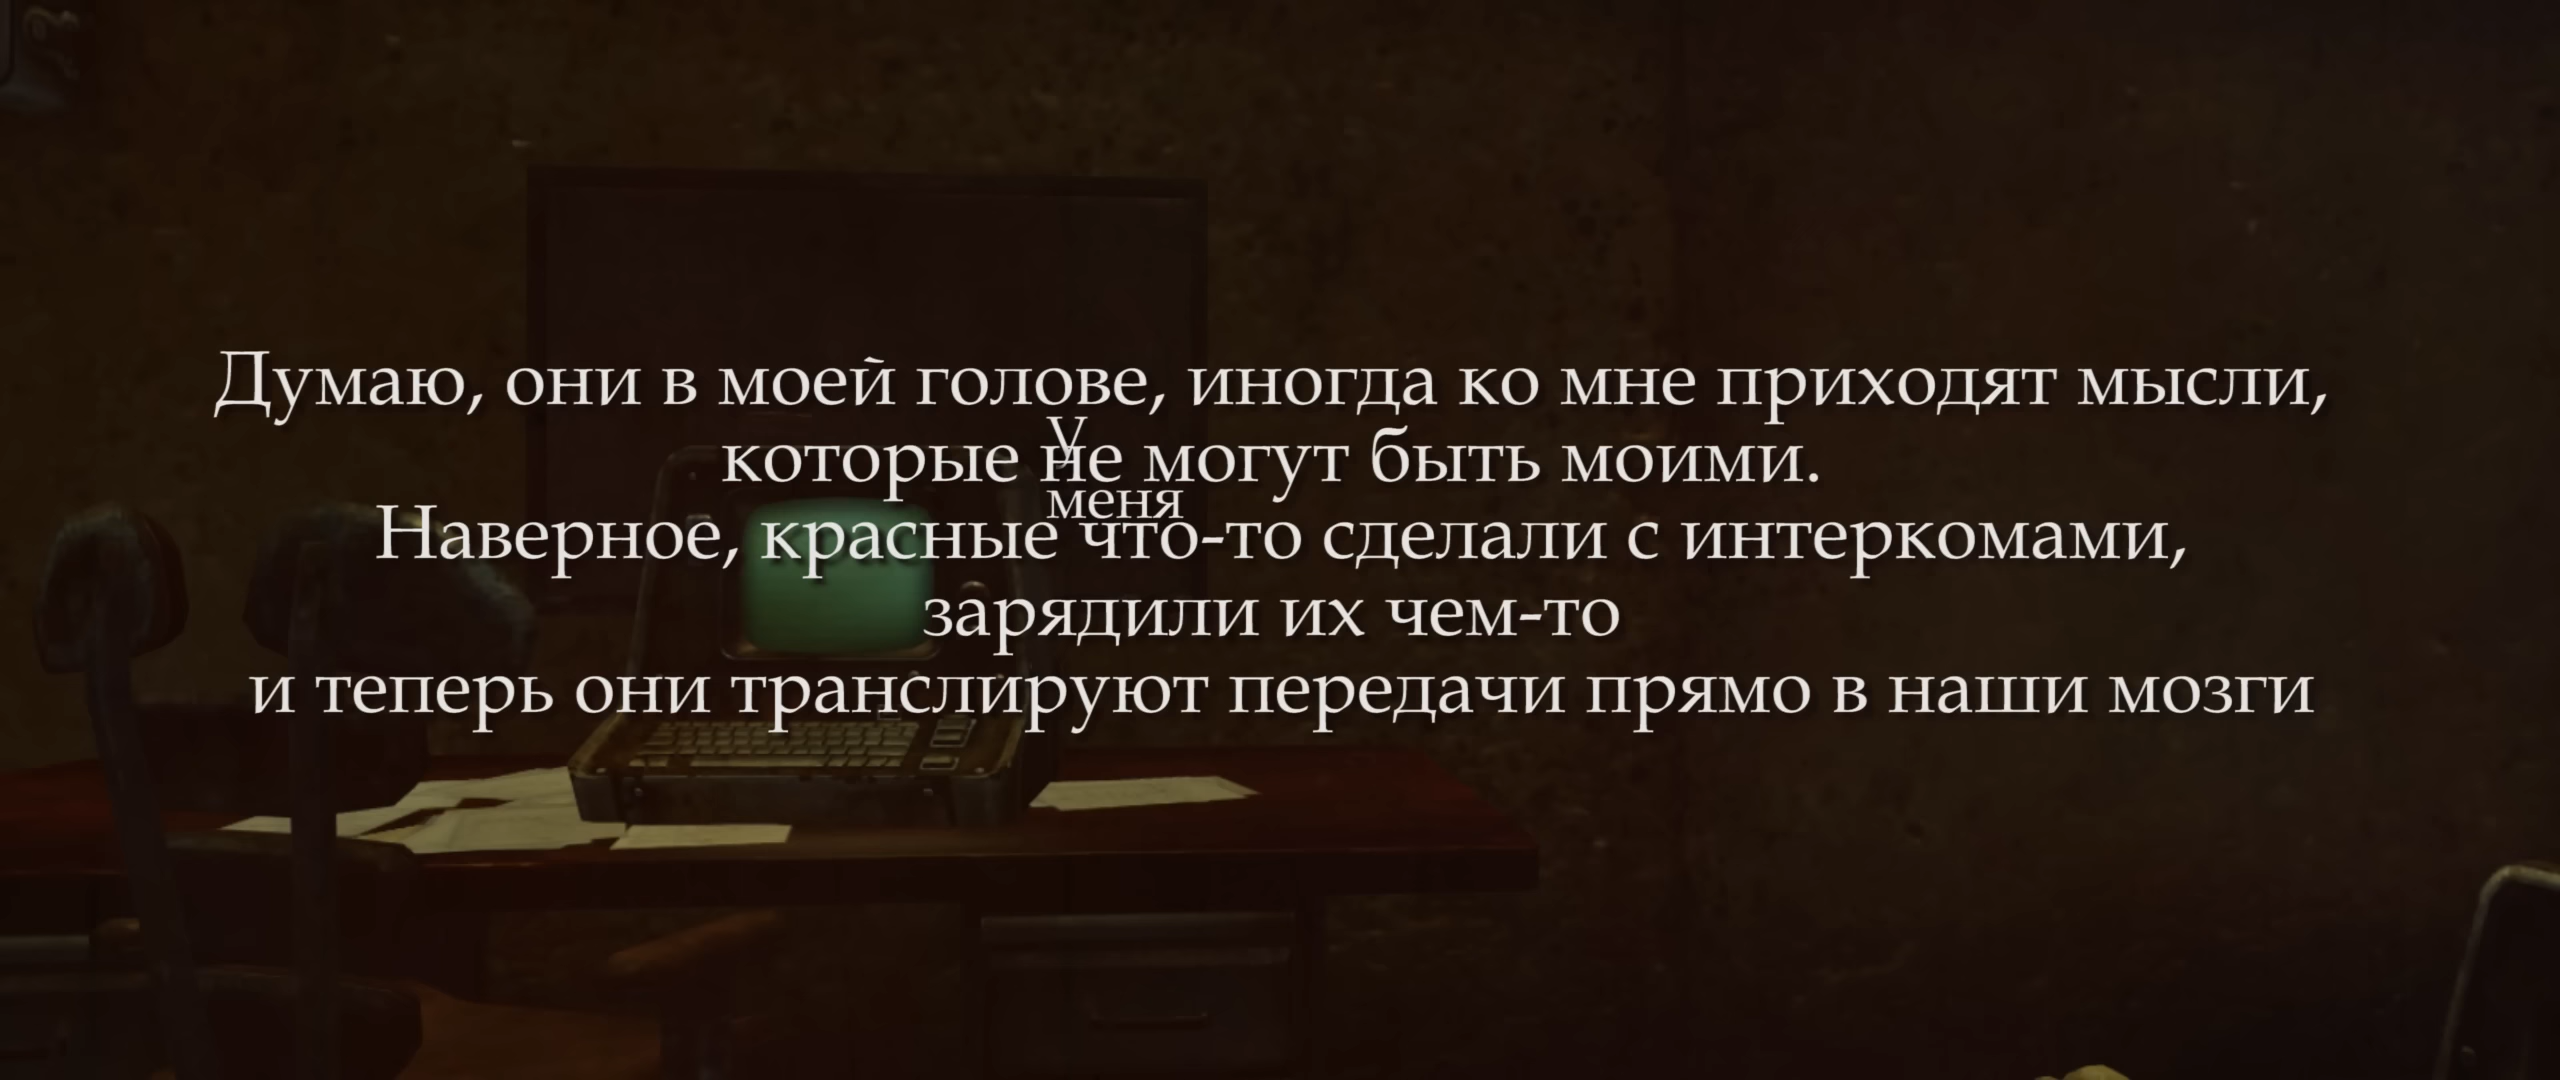 Думаю, они в моей голове, иногда ко мне приходят мысли,
которые не могут быть моими.
Наверное, красные что-то сделали с интеркомами,
зарядили их чем-то
и теперь они транслируют передачи прямо в наши мозги
У
меня